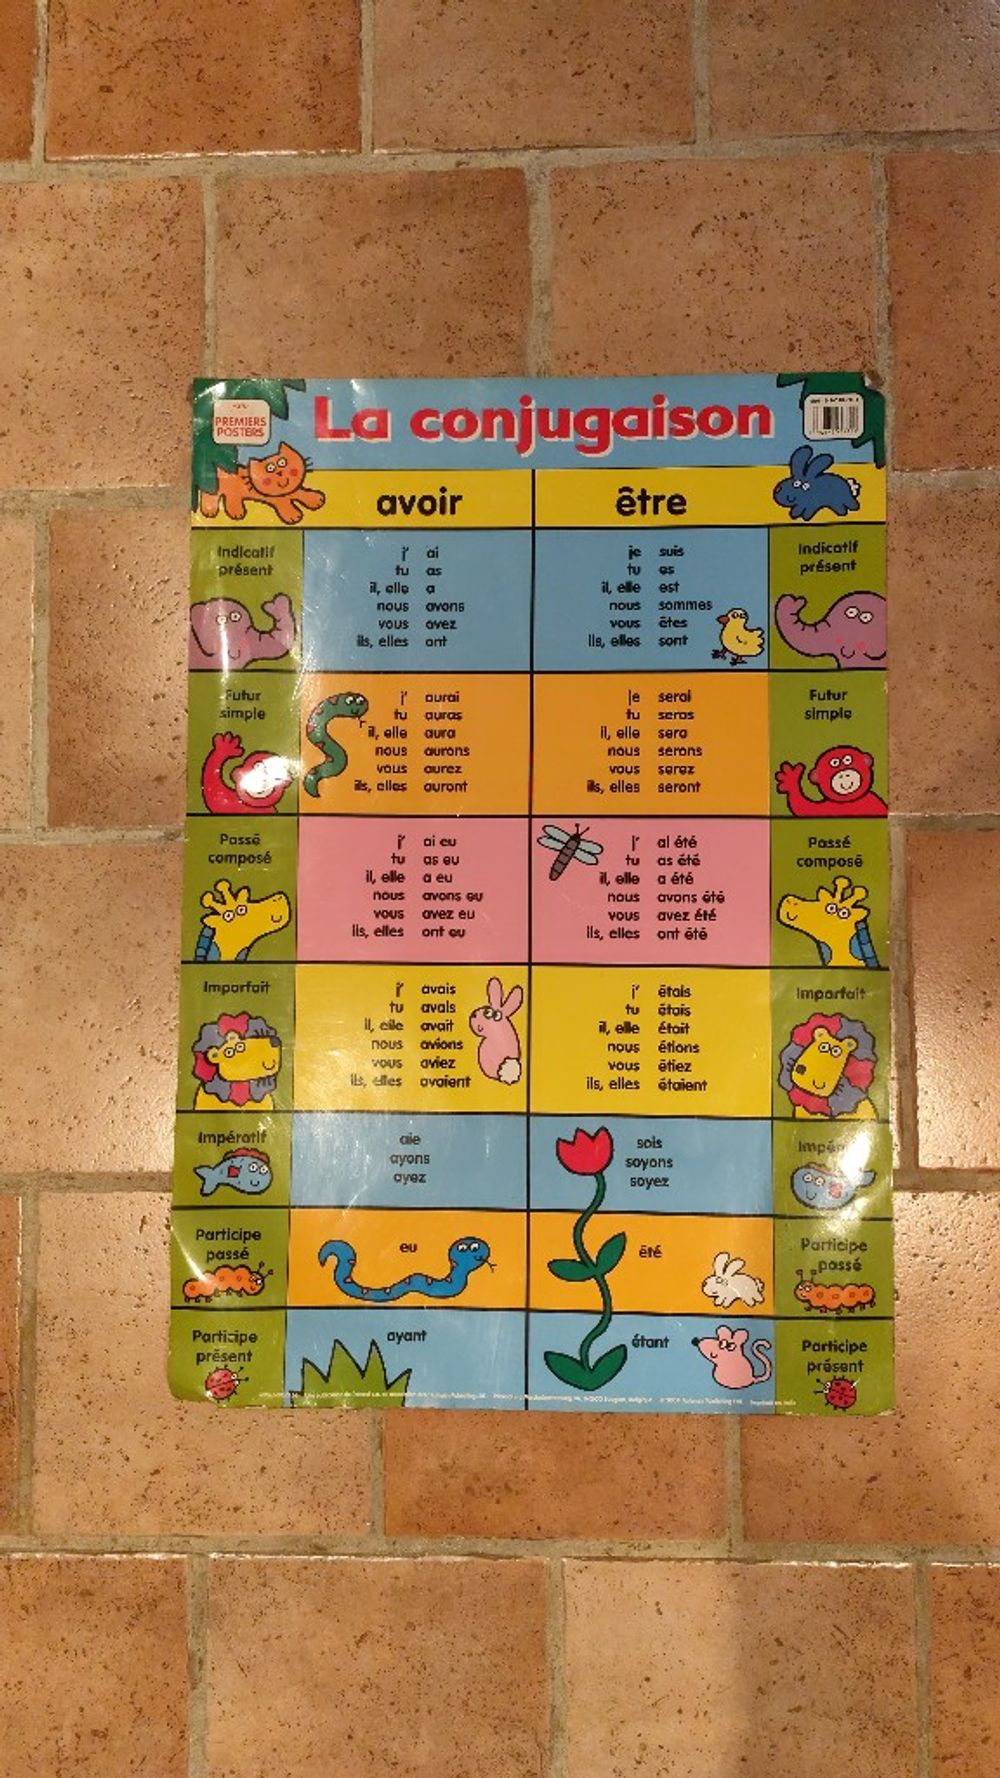 PREMIERS
POSTERS
La conjugaison
avoir être
Indicatif
présent
j' ai
tu as
il, elle a
nous avons
vous avez
ils, elles ont
je suis
tu es
il, elle est
nous sommes
vous êtes
ils, elles sont
Indicatif
présent
Futur
simple
j' aurai
tu auras
il, elle aura
nous aurons
vous aurez
ils, elles auront
je serai
tu seras
il, elle sera
nous serons
vous serez
ils, elles seront
Futur
simple
Passé
composé
j' ai eu
tu as eu
il, elle a eu
nous avons eu
vous avez eu
ils, elles ont eu
j' ai été
tu as été
il, elle a été
nous avons été
vous avez été
ils, elles ont été
Passé
composé
Imparfait
j' avais
tu avais
il, elle avait
nous avions
vous aviez
ils, elles avaient
j' étais
tu étais
il, elle était
nous étions
vous étiez
ils, elles étaient
Imparfait
Impératif
aie
ayons
ayez
sois
soyons
soyez
Participe
passé
eu
été
Participe
passé
Participe
présent
ayant
étant
Participe
présent